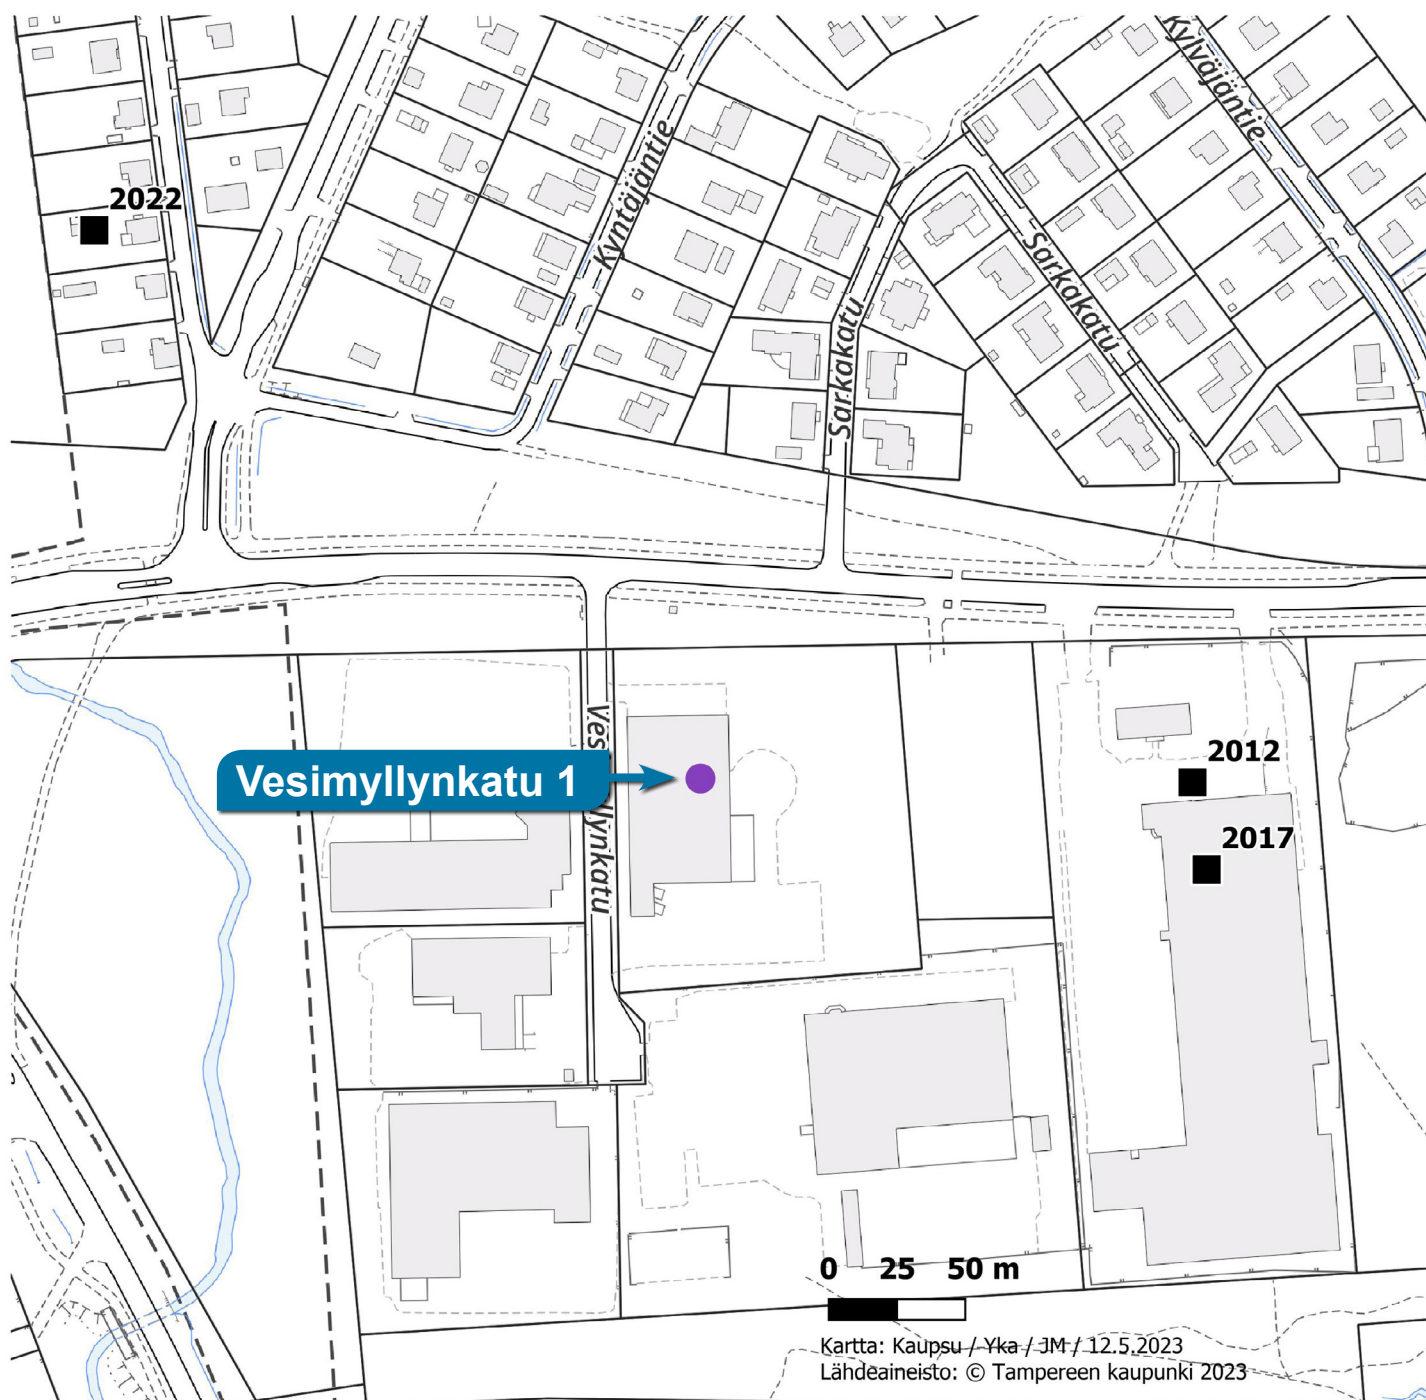 Kylväjäntie
Kyntäjäntie
2022
Sarkakatu
Sarkakatu
Vesimyllynkatu 1
2012
2017
0 25 50 m
Kartta: Kaupsu / Yka / JM / 12.5.2023
Lähdeaineisto: © Tampereen kaupunki 2023